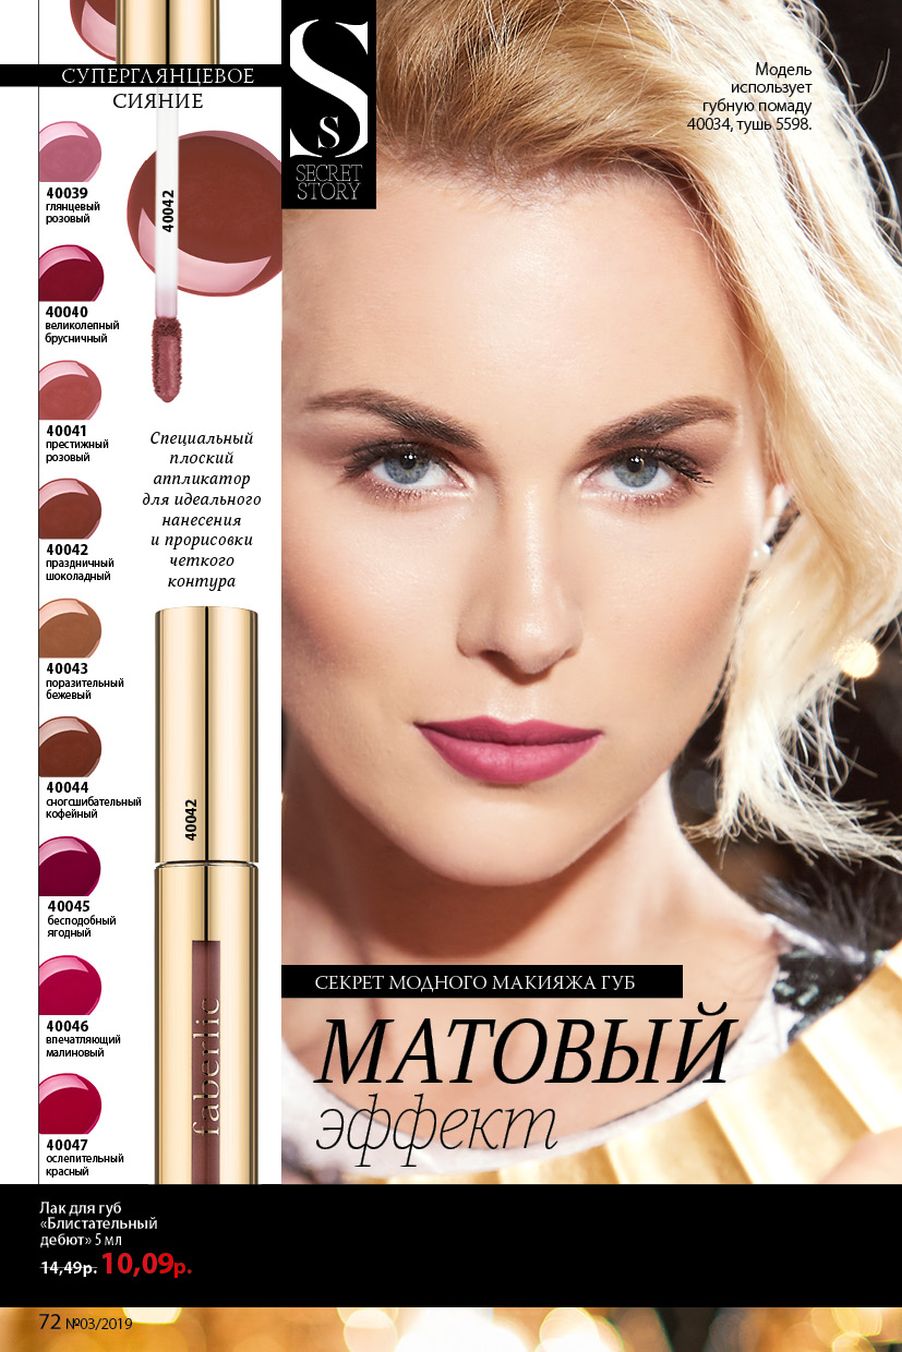 СУПЕРГЛЯНЦЕВОЕ
СИЯНИЕ
40039
глянцевый
розовый
40040
великолепный
брусничный
40041
престижный
розовый
40042
праздничный
шоколадный
40043
поразительный
бежевый
40044
сногсшибательный
кофейный
40045
бесподобный
ягодный
40046
впечатляющий
малиновый
40047
ослепительный
красный
40042
Специальный
плоский
аппликатор
для идеального
нанесения
и прорисовки
четкого
контура
40042
faberlic
S
S
SECRET
STORY
Модель
использует
губную помаду
40034, тушь 5598.
СЕКРЕТ МОДНОГО МАКИЯЖА ГУБ
МАТОВЫЙ
эффект
Лак для губ
«Блистательный
дебют» 5 мл
14,49р. 10,09р.
72 №03/2019